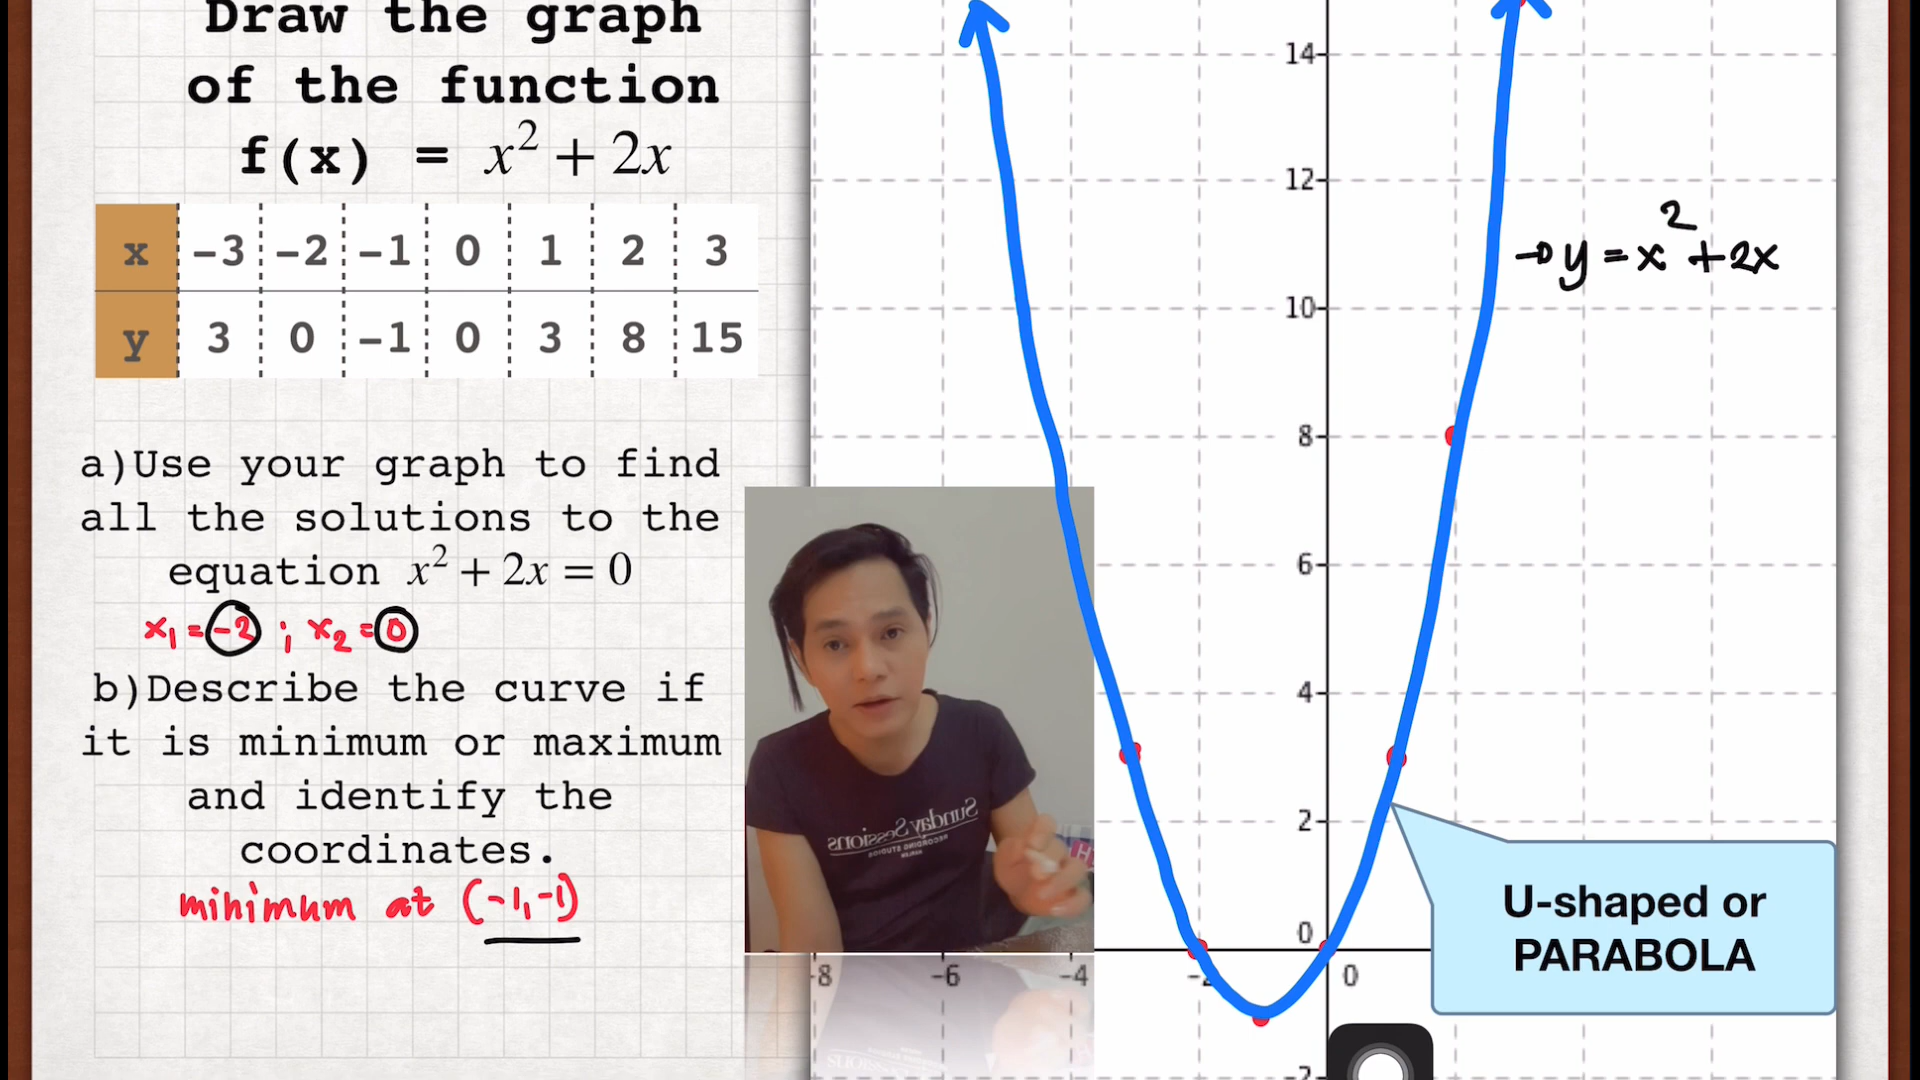 Draw the graph
of the function
f(x) = x² + 2x
x -3 -2 -1 0 1 2 3
y 3 0 -1 0 3 8 15
a)Use your graph to find
all the solutions to the
equation x² + 2x = 0
x₁ = -2 ; x₂ = 0
b)Describe the curve if
it is minimum or maximum
and identify the
coordinates.
minimum at (-1,-1)
Sunday Sessions
RECORDING STUDIOS
HARLEM
14
12
→ y = x² + 2x
10
8
6
4
2
0
-8 -6 -4 -2 0
-2
U-shaped or
PARABOLA